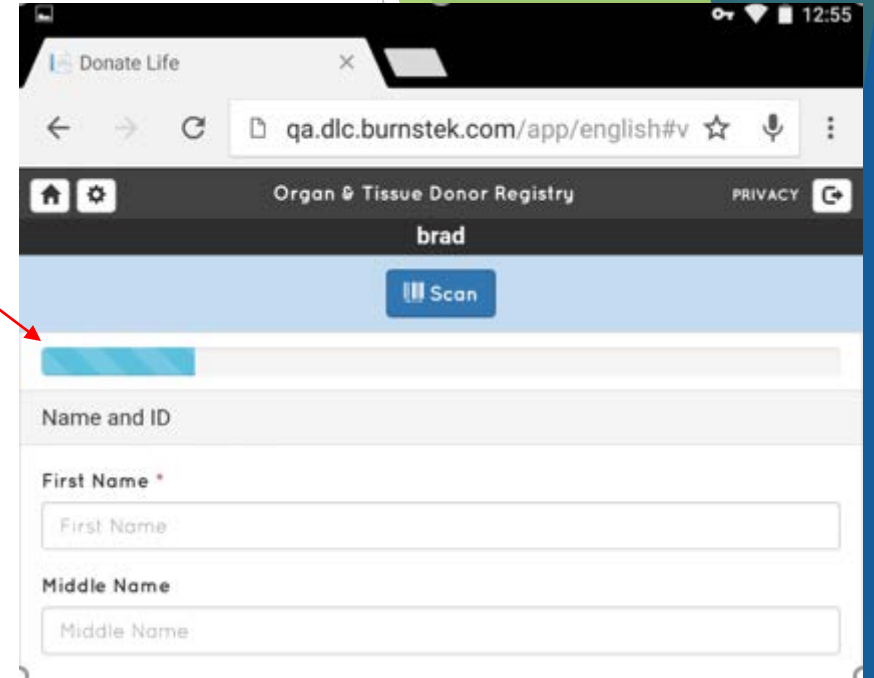 12:55
Donate Life
qa.dlc.burnstek.com/app/english#v
Organ & Tissue Donor Registry PRIVACY
brad
Scan
Name and ID
First Name *
First Name
Middle Name
Middle Name